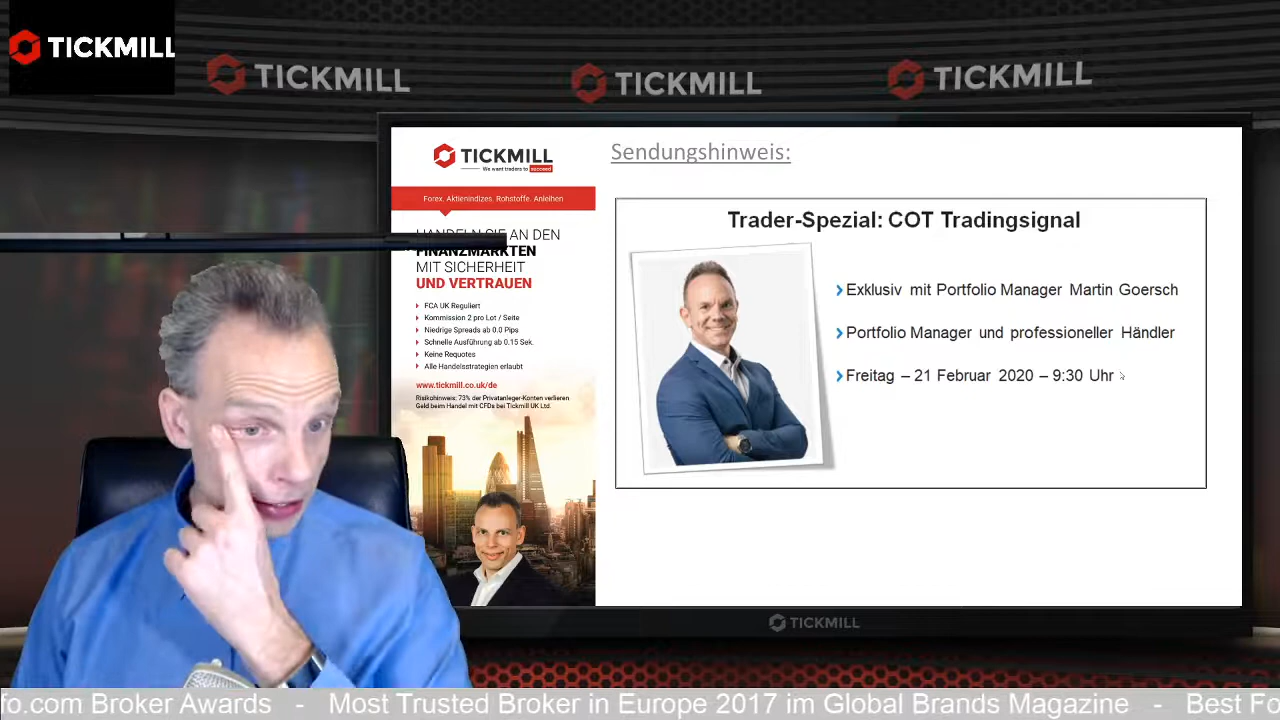 TICKMILL
TICKMILL
TICKMILL
TICKMILL
TICKMILL
We want traders to succeed
Forex, Aktienindizes, Rohstoffe, Anleihen
HANDELN SIE AN DEN
FINANZMÄRKTEN
MIT SICHERHEIT
UND VERTRAUEN
FCA UK Reguliert
Kommission 2 pro Lot / Seite
Niedrige Spreads ab 0.0 Pips
Schnelle Ausführung ab 0.15 Sek.
Keine Requotes
Alle Handelsstrategien erlaubt
www.tickmill.co.uk/de
Risikohinweis: 73% der Privatanleger-Konten verlieren
Geld beim Handel mit CFDs bei Tickmill UK Ltd.
Sendungshinweis:
Trader-Spezial: COT Tradingsignal
Exklusiv mit Portfolio Manager Martin Goersch
Portfolio Manager und professioneller Händler
Freitag – 21 Februar 2020 – 9:30 Uhr
TICKMILL
fo.com Broker Awards - Most Trusted Broker in Europe 2017 im Global Brands Magazine - Best Fo